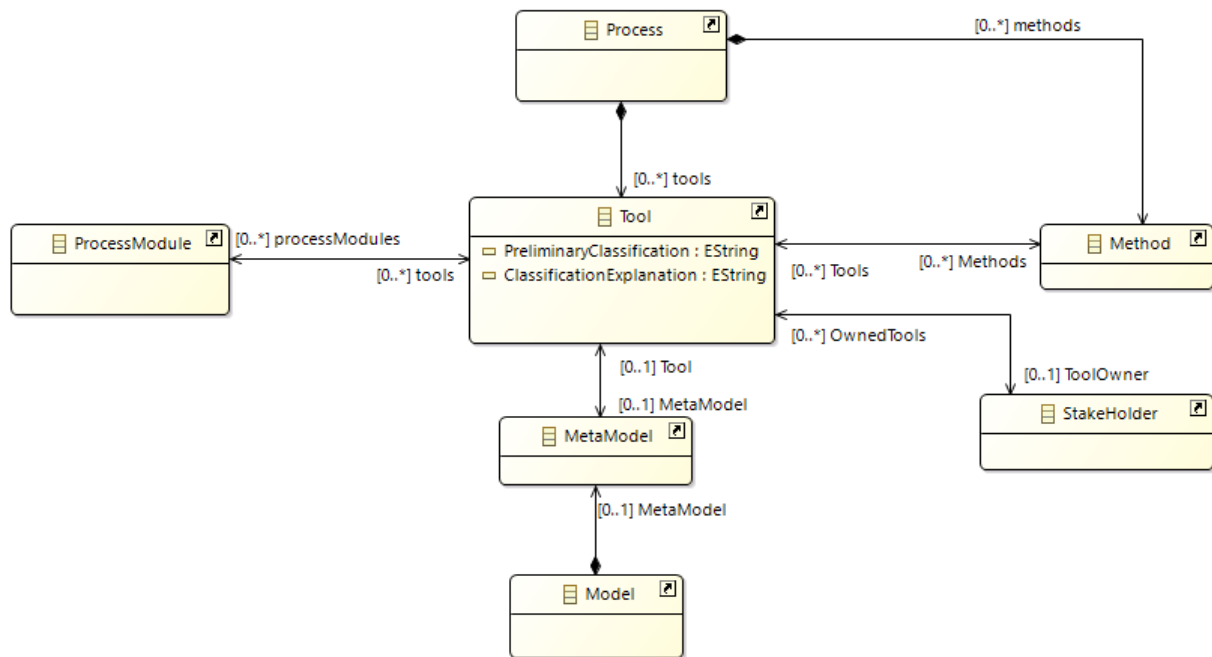 Process
[0..*] methods
[0..*] tools
Tool
ProcessModule
[0..*] processModules
PreliminaryClassification : EString
Method
[0..*] tools
ClassificationExplanation : EString
[0..*] Tools
[0..*] Methods
[0..*] OwnedTools
[0..1] Tool
[0..1] ToolOwner
[0..1] MetaModel
StakeHolder
MetaModel
[0..1] MetaModel
Model